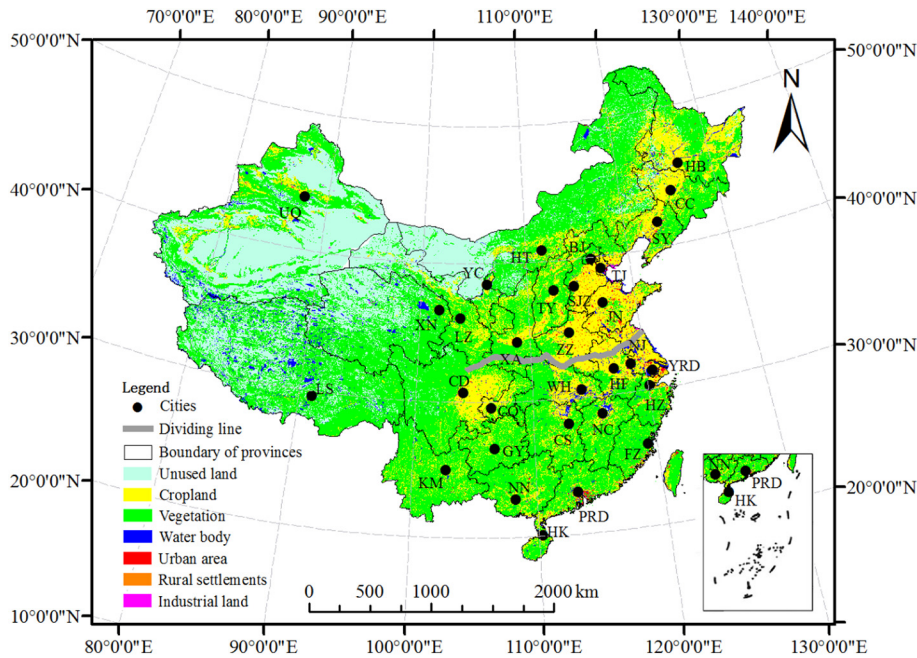 70°0'0"E 80°0'0"E 90°0'0"E 110°0'0"E 130°0'0"E 140°0'0"E
50°0'0"N
50°0'0"N
N
HB
40°0'0"N
40°0'0"N
UQ
CC
SY
BJ
HT
TJ
YC
TY
SJZ
JN
XN
LZ
30°0'0"N
30°0'0"N
XA
ZZ
NJ
YRD
Legend
Cities
LS
CD
WH
HF
HZ
Dividing line
CQ
NC
Boundary of provinces
CS
GY
FZ
Unused land
KM
NN
Cropland
20°0'0"N
20°0'0"N
PRD
NN
PRD
HK
Vegetation
HK
Water body
Urban area
Rural settlements
Industrial land
0 500 1000 2000 km
10°0'0"N
10°0'0"N
80°0'0"E 90°0'0"E 100°0'0"E 110°0'0"E 120°0'0"E 130°0'0"E